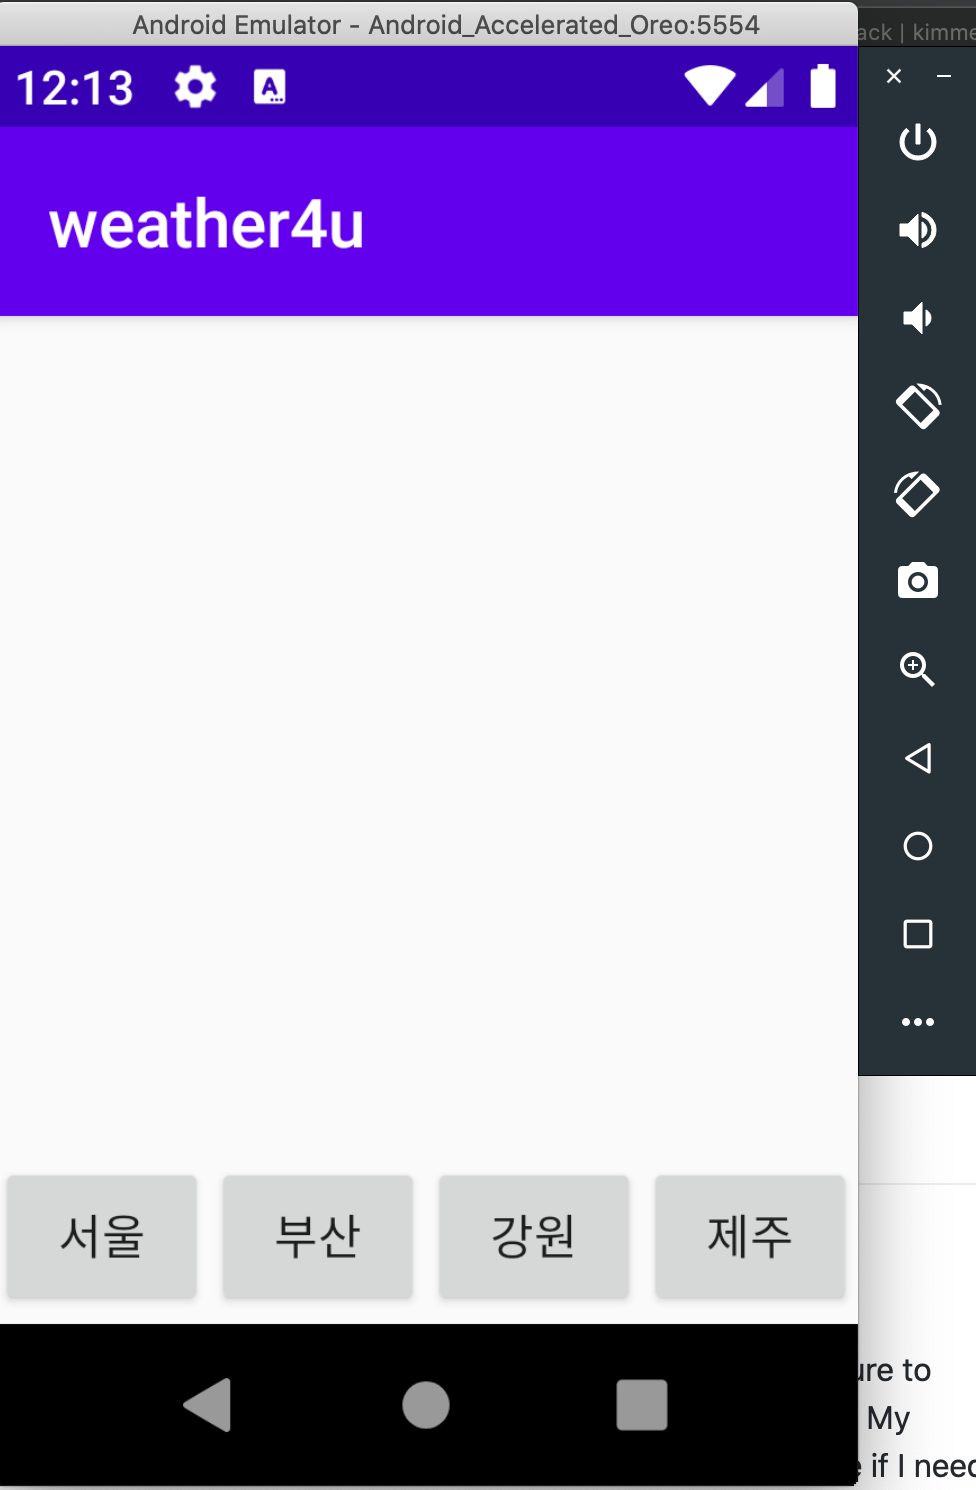 Android Emulator - Android_Accelerated_Oreo:5554
ack | kimme
12:13
weather4u
서울 부산 강원 제주
ure to
My
if I need